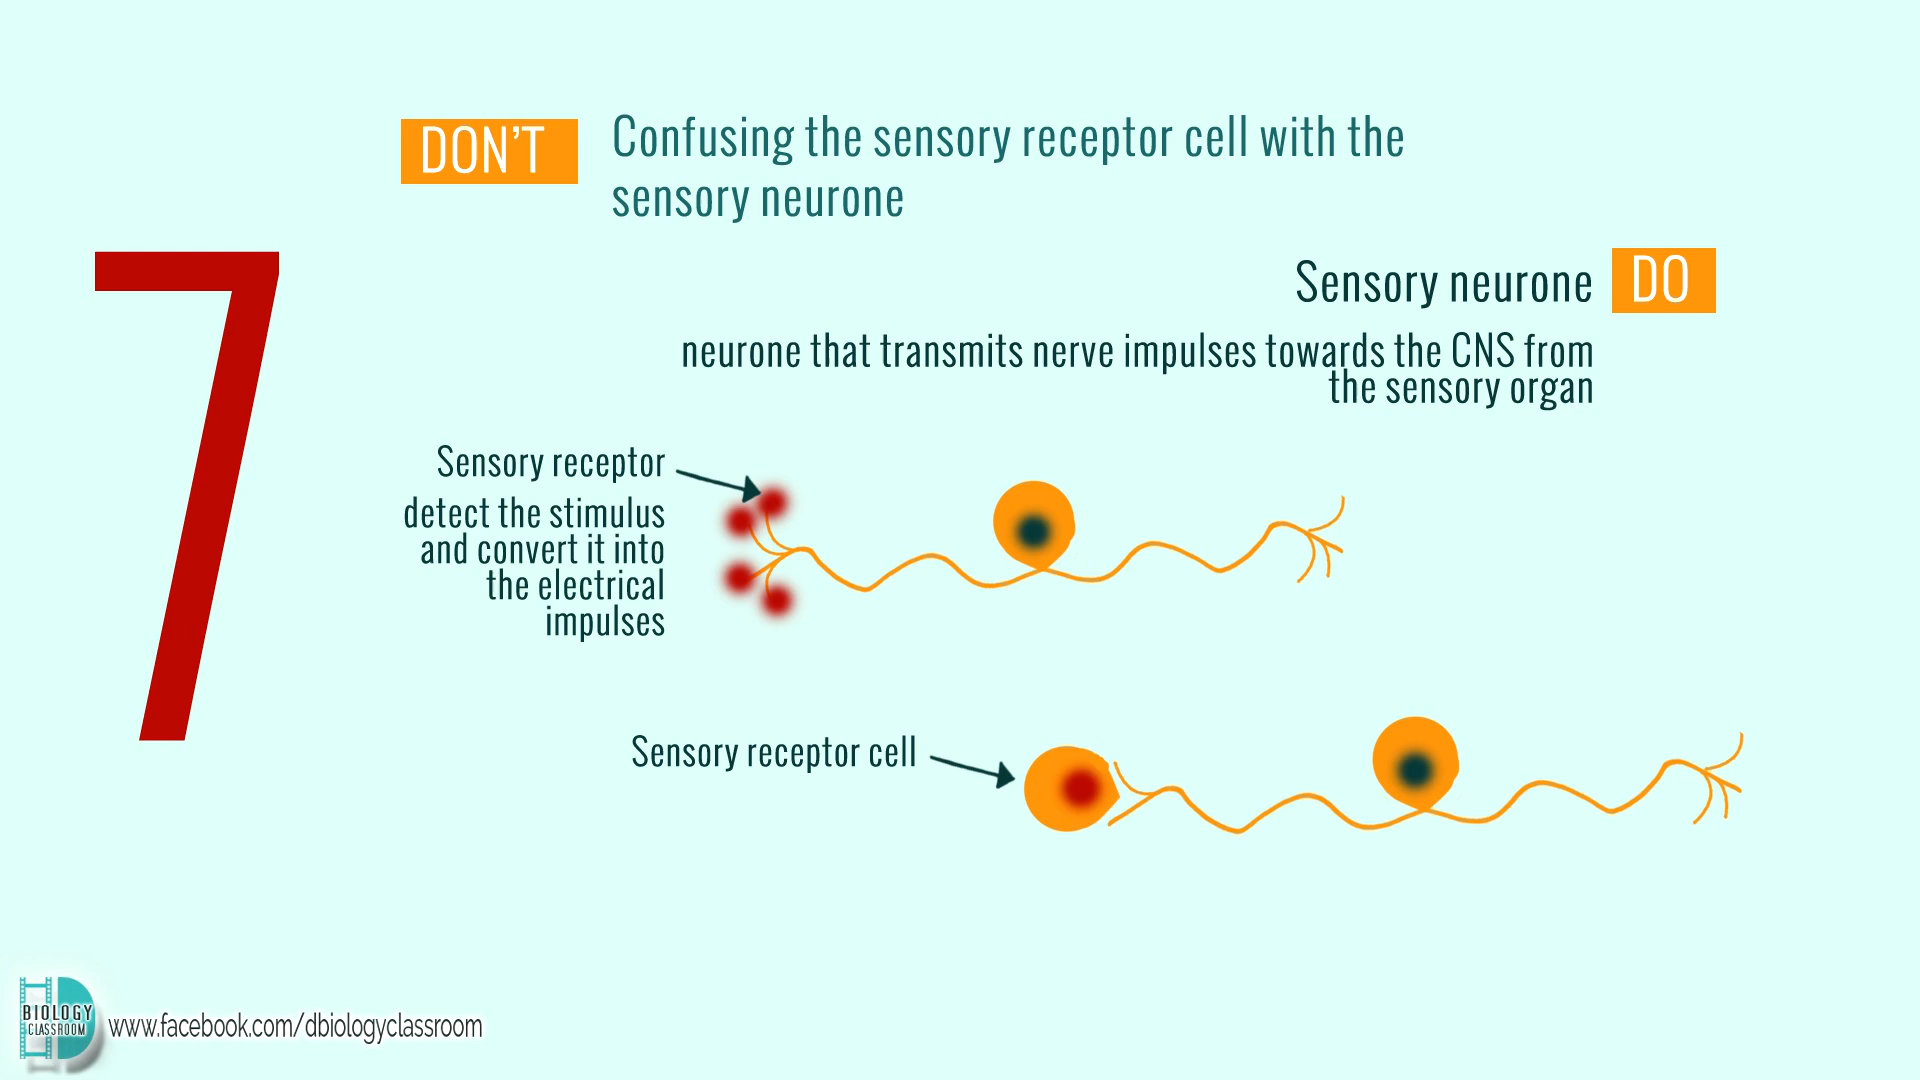 DON'T
Confusing the sensory receptor cell with the
sensory neurone
7
Sensory neurone
DO
neurone that transmits nerve impulses towards the CNS from
the sensory organ
Sensory receptor
detect the stimulus
and convert it into
the electrical
impulses
Sensory receptor cell
BIOLOGY
CLASSROOM
www.facebook.com/dbiologyclassroom